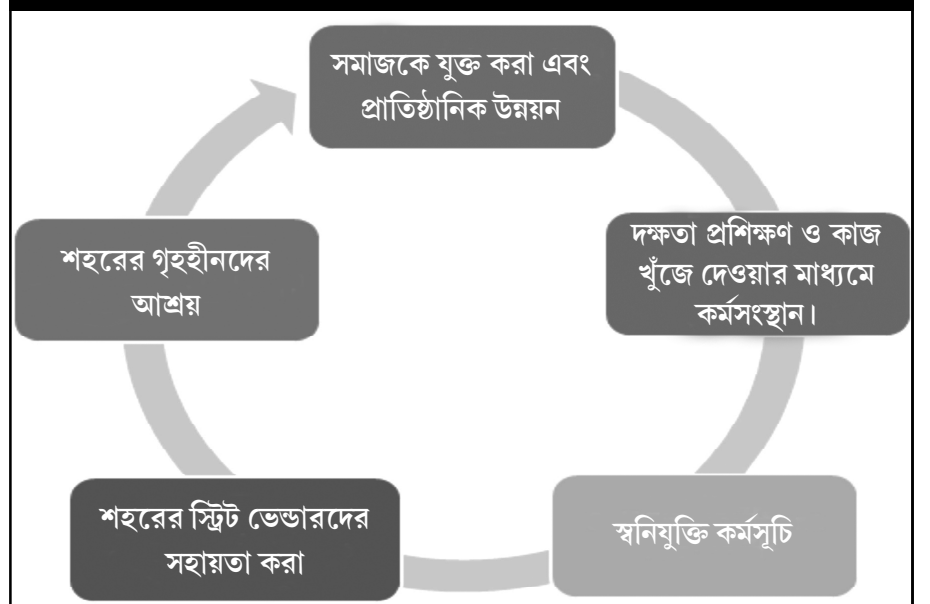 সমাজকে যুক্ত করা এবং
প্রাতিষ্ঠানিক উন্নয়ন
দক্ষতা প্রশিক্ষণ ও কাজ
খুঁজে দেওয়ার মাধ্যমে
কর্মসংস্থান।
স্বনিযুক্তি কর্মসূচি
শহরের স্ট্রিট ভেন্ডারদের
সহায়তা করা
শহরের গৃহহীনদের
আশ্রয়